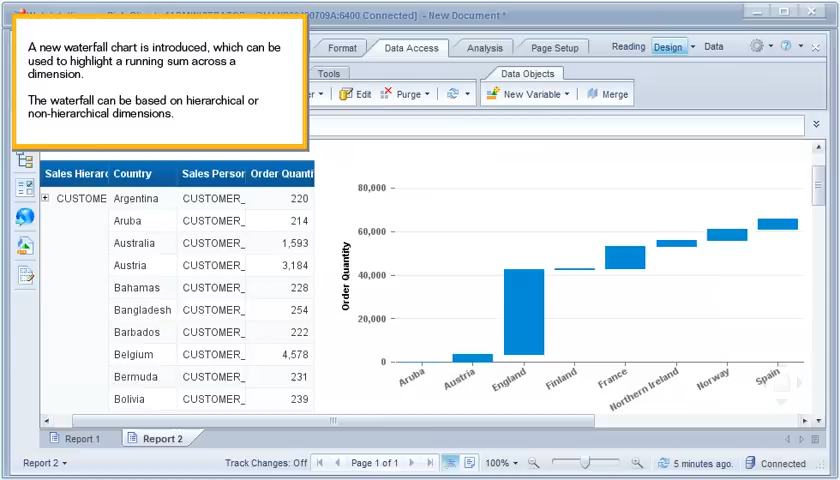 00709A:6400 Connected] - New Document *
A new waterfall chart is introduced, which can be
used to highlight a running sum across a
dimension.
The waterfall can be based on hierarchical or
non-hierarchical dimensions.
Format Data Access Analysis Page Setup Reading Design Data
Tools Data Objects
Edit Purge New Variable Merge
Sales Hierarc Country Sales Person Order Quanti
CUSTOME Argentina CUSTOMER_ 220
Aruba CUSTOMER_ 214
Australia CUSTOMER_ 1,593
Austria CUSTOMER_ 3,184
Bahamas CUSTOMER_ 228
Bangladesh CUSTOMER_ 254
Barbados CUSTOMER_ 222
Belgium CUSTOMER_ 4,578
Bermuda CUSTOMER_ 231
Bolivia CUSTOMER_ 239
Order Quantity
80,000
60,000
40,000
20,000
0
Aruba Austria England Finland France Northern Ireland Norway Spain
Report 1 Report 2
Report 2 Track Changes: Off Page 1 of 1 100% 5 minutes ago. Connected